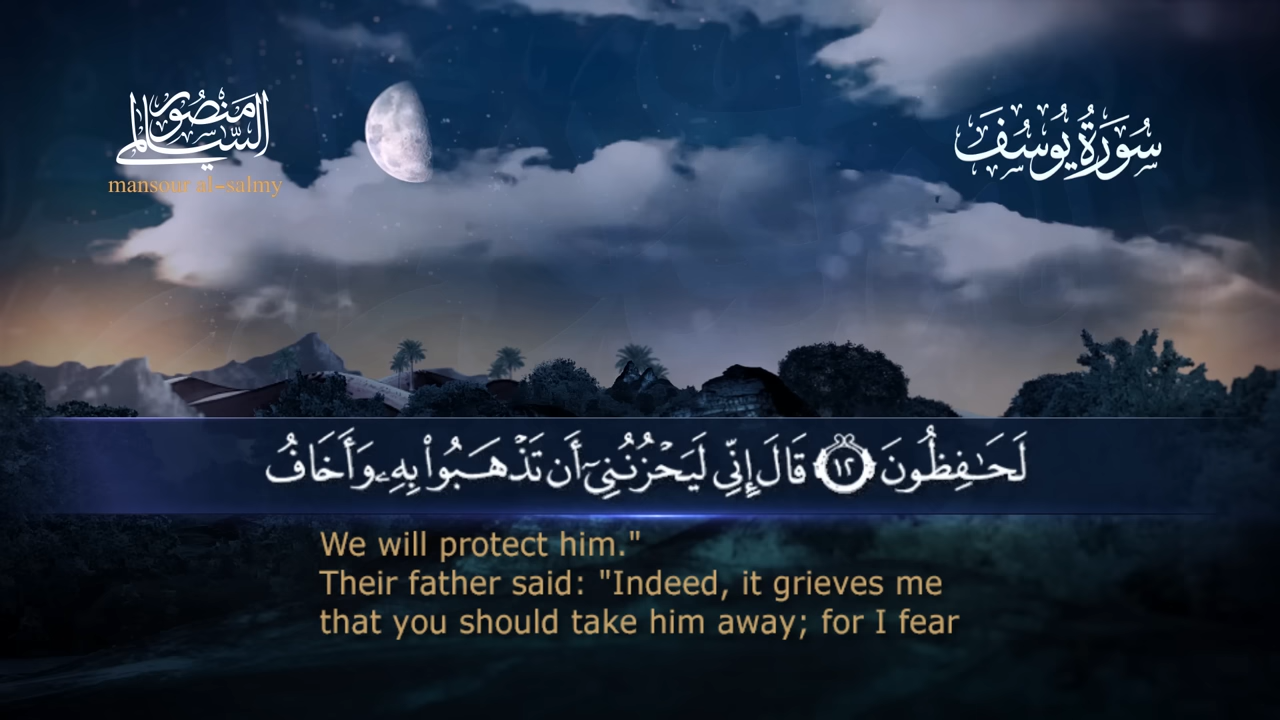 المنصور
السالمي
mansour al-salmy
سُورَةُ يُوسُفَ
لَحَـٰفِظُونَ ١٢ قَالَ إِنِّى لَيَحْزُنُنِىٓ أَن تَذْهَبُوا۟ بِهِۦ وَأَخَافُ
We will protect him."
Their father said: "Indeed, it grieves me
that you should take him away; for I fear